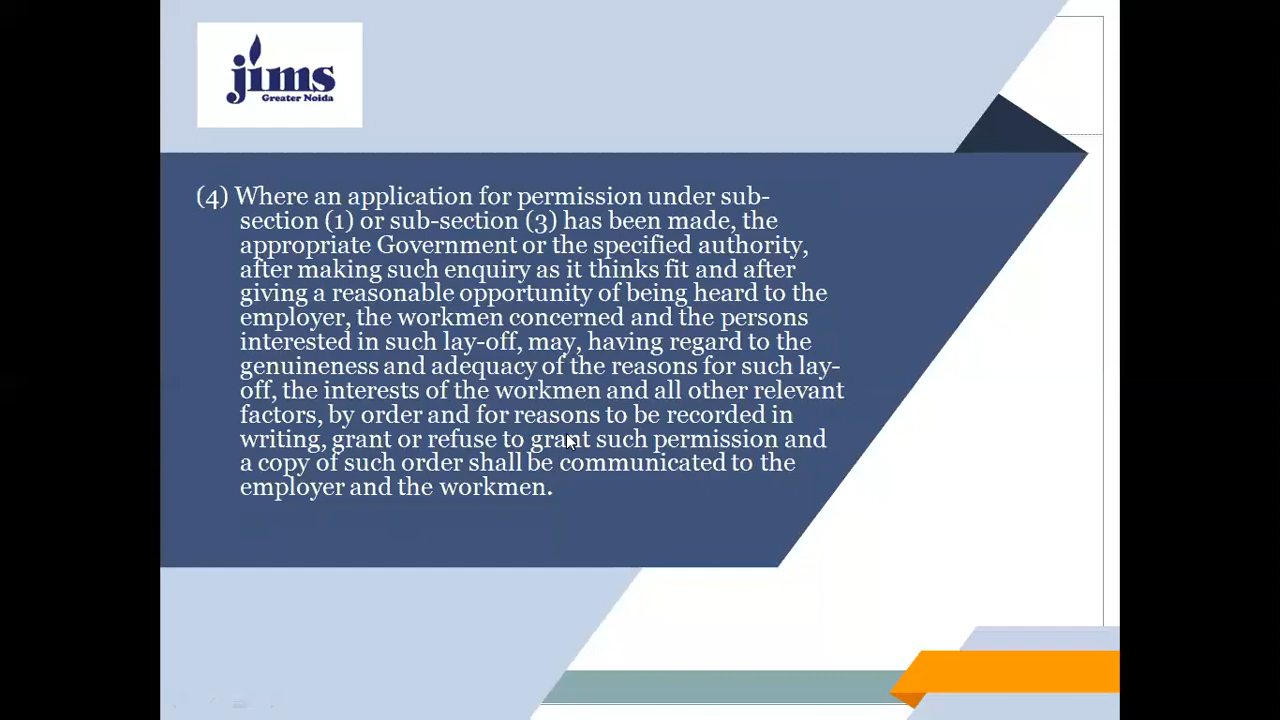 jims
Greater Noida
(4) Where an application for permission under sub-
section (1) or sub-section (3) has been made, the
appropriate Government or the specified authority,
after making such enquiry as it thinks fit and after
giving a reasonable opportunity of being heard to the
employer, the workmen concerned and the persons
interested in such lay-off, may, having regard to the
genuineness and adequacy of the reasons for such lay-
off, the interests of the workmen and all other relevant
factors, by order and for reasons to be recorded in
writing, grant or refuse to grant such permission and
a copy of such order shall be communicated to the
employer and the workmen.